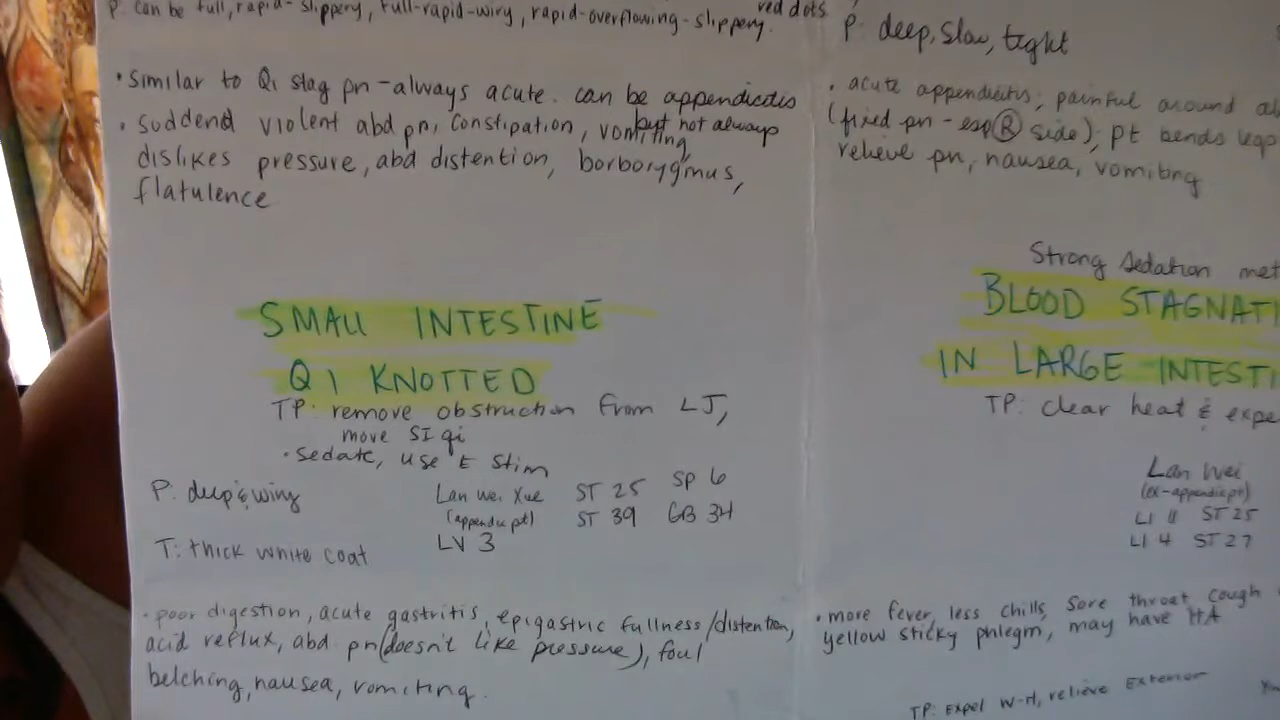 P: can be full, rapid-slippery, full-rapid-wiry, rapid-overflowing-slippery.
red dots
• Similar to Qi stag pn - always acute. can be appendicitis
but not always
• Sudden violent abd pn, constipation, vomiting,
dislikes pressure, abd distention, borborygmus,
flatulence
SMALL INTESTINE
QI KNOTTED
TP: remove obstruction from LJ,
move SI qi
• sedate, use E stim
P: deep & wiry
T: thick white coat
Lan Wei Xue ST 25 SP 6
(appendix pt) ST 39 GB 34
LV 3
• poor digestion, acute gastritis, epigastric fullness/distention,
acid reflux, abd pn (doesn't like pressure), foul
belching, nausea, vomiting.
P: deep, slow, tight
• acute appendicitis; painful around
(fixed pn - esp R side); pt bends legs
relieve pn, nausea, vomiting
Strong sedation
BLOOD STAGNATI
IN LARGE INTESTI
TP: clear heat &
Lan Wei
(ex-appendix pt)
LI 11 ST 25
LI 4 ST 27
• more fever, less chills, sore throat cough
yellow sticky phlegm, may have HA
TP: Expel W-H, relieve Exterior